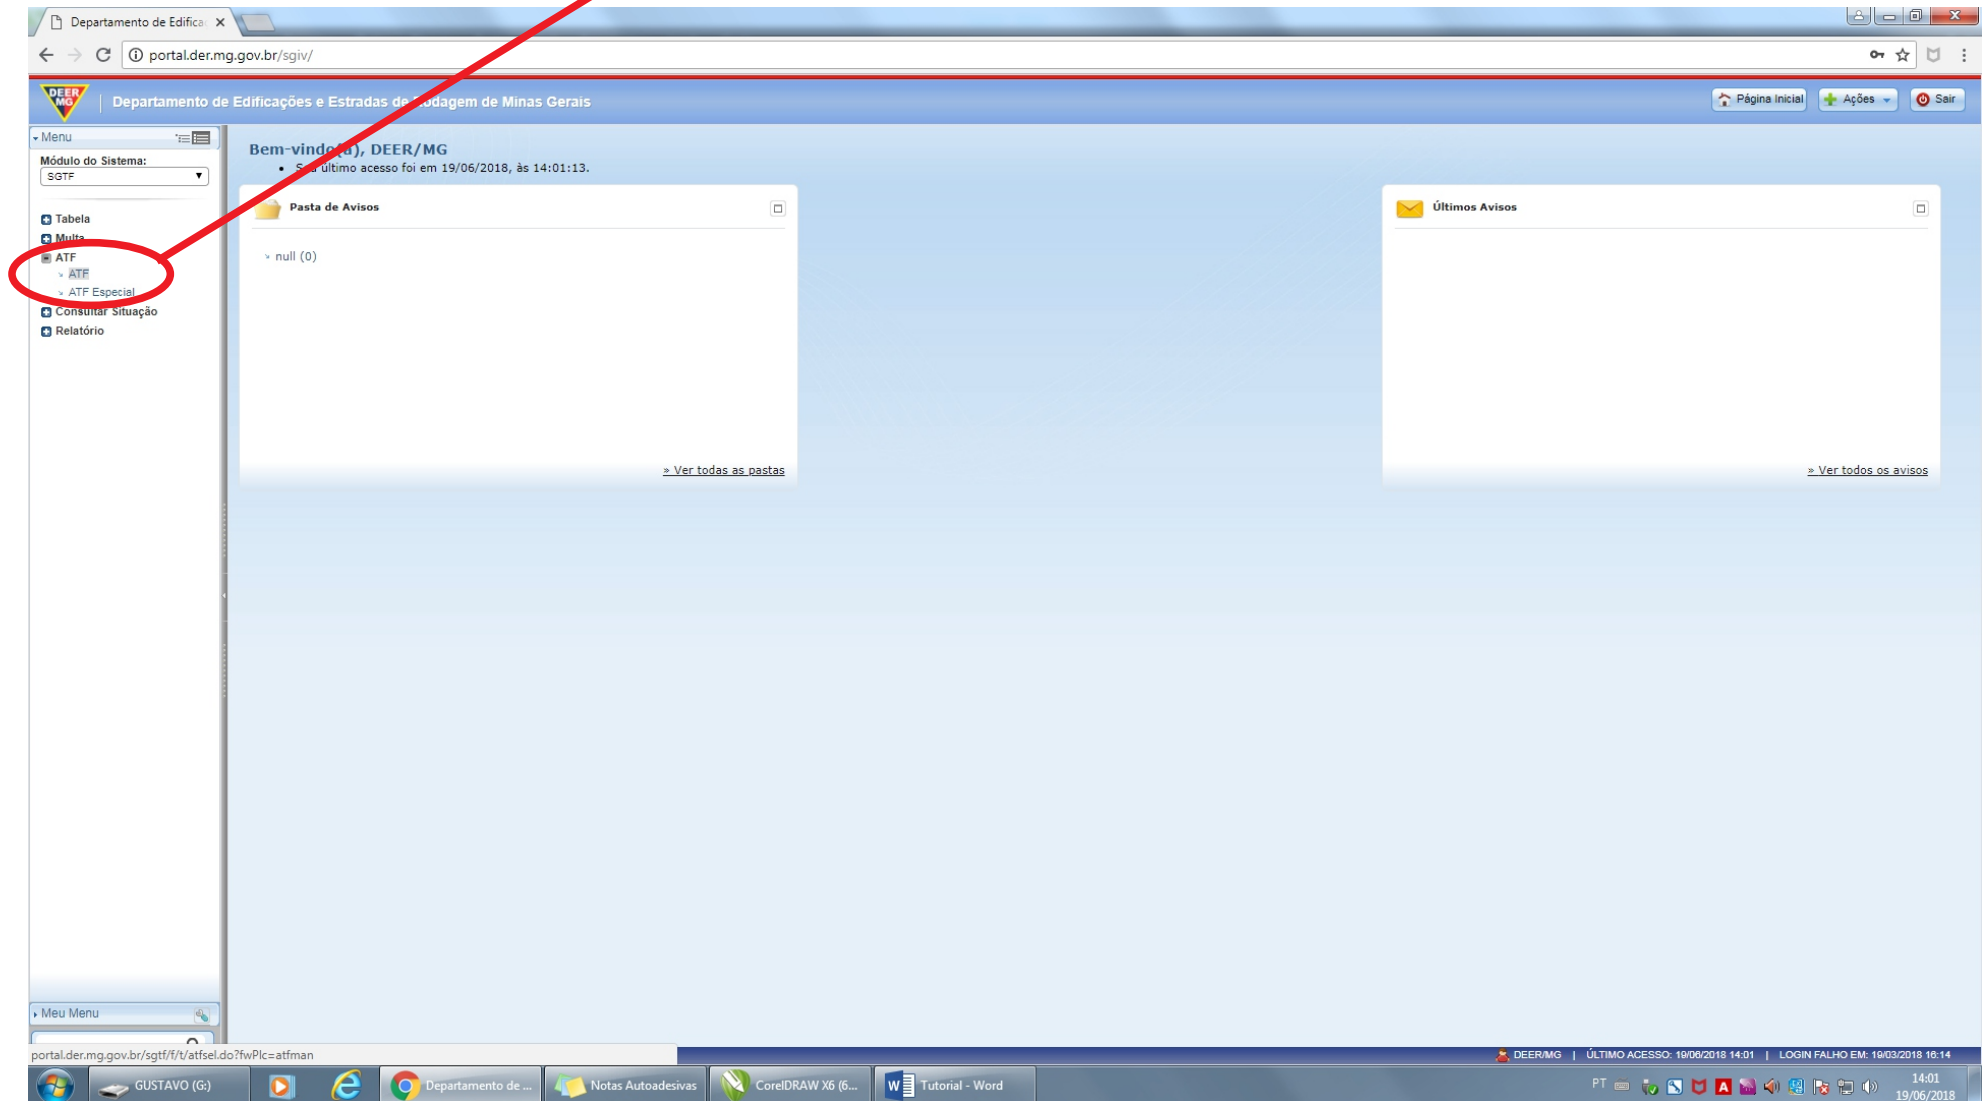 Departamento de Edifica
portal.der.mg.gov.br/sgiv/
DEER MG
Departamento de Edificações e Estradas de Rodagem de Minas Gerais
Página Inicial
Ações
Sair
Menu
Módulo do Sistema:
SGTF
Tabela
Multa
ATF
ATF
ATF Especial
Consultar Situação
Relatório
Bem-vindo(a), DEER/MG
Seu último acesso foi em 19/06/2018, às 14:01:13.
Pasta de Avisos
null (0)
» Ver todas as pastas
Últimos Avisos
» Ver todos os avisos
Meu Menu
portal.der.mg.gov.br/sgtf/f/t/atfsel.do?fwPlc=atfman
DEER/MG | ÚLTIMO ACESSO: 19/06/2018 14:01 | LOGIN FALHO EM: 19/03/2018 16:14
GUSTAVO (G:)
Departamento de ...
Notas Autoadesivas
CorelDRAW X6 (6...
Tutorial - Word
PT
14:01
19/06/2018